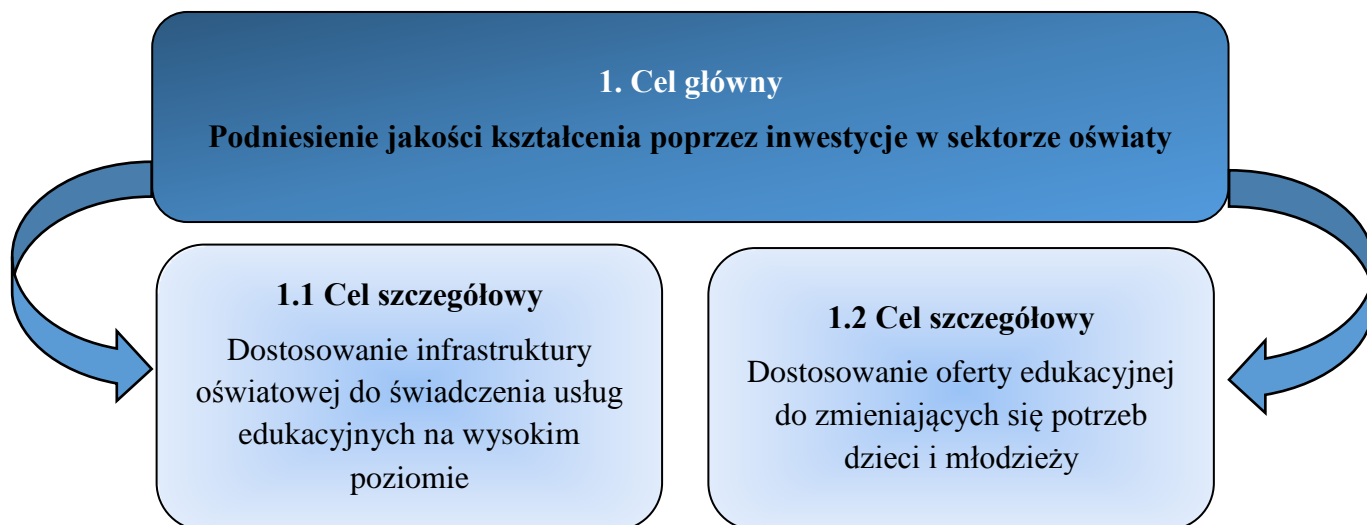 1. Cel główny
Podniesienie jakości kształcenia poprzez inwestycje w sektorze oświaty
1.1 Cel szczegółowy
Dostosowanie infrastruktury
oświatowej do świadczenia usług
edukacyjnych na wysokim
poziomie
1.2 Cel szczegółowy
Dostosowanie oferty edukacyjnej
do zmieniających się potrzeb
dzieci i młodzieży